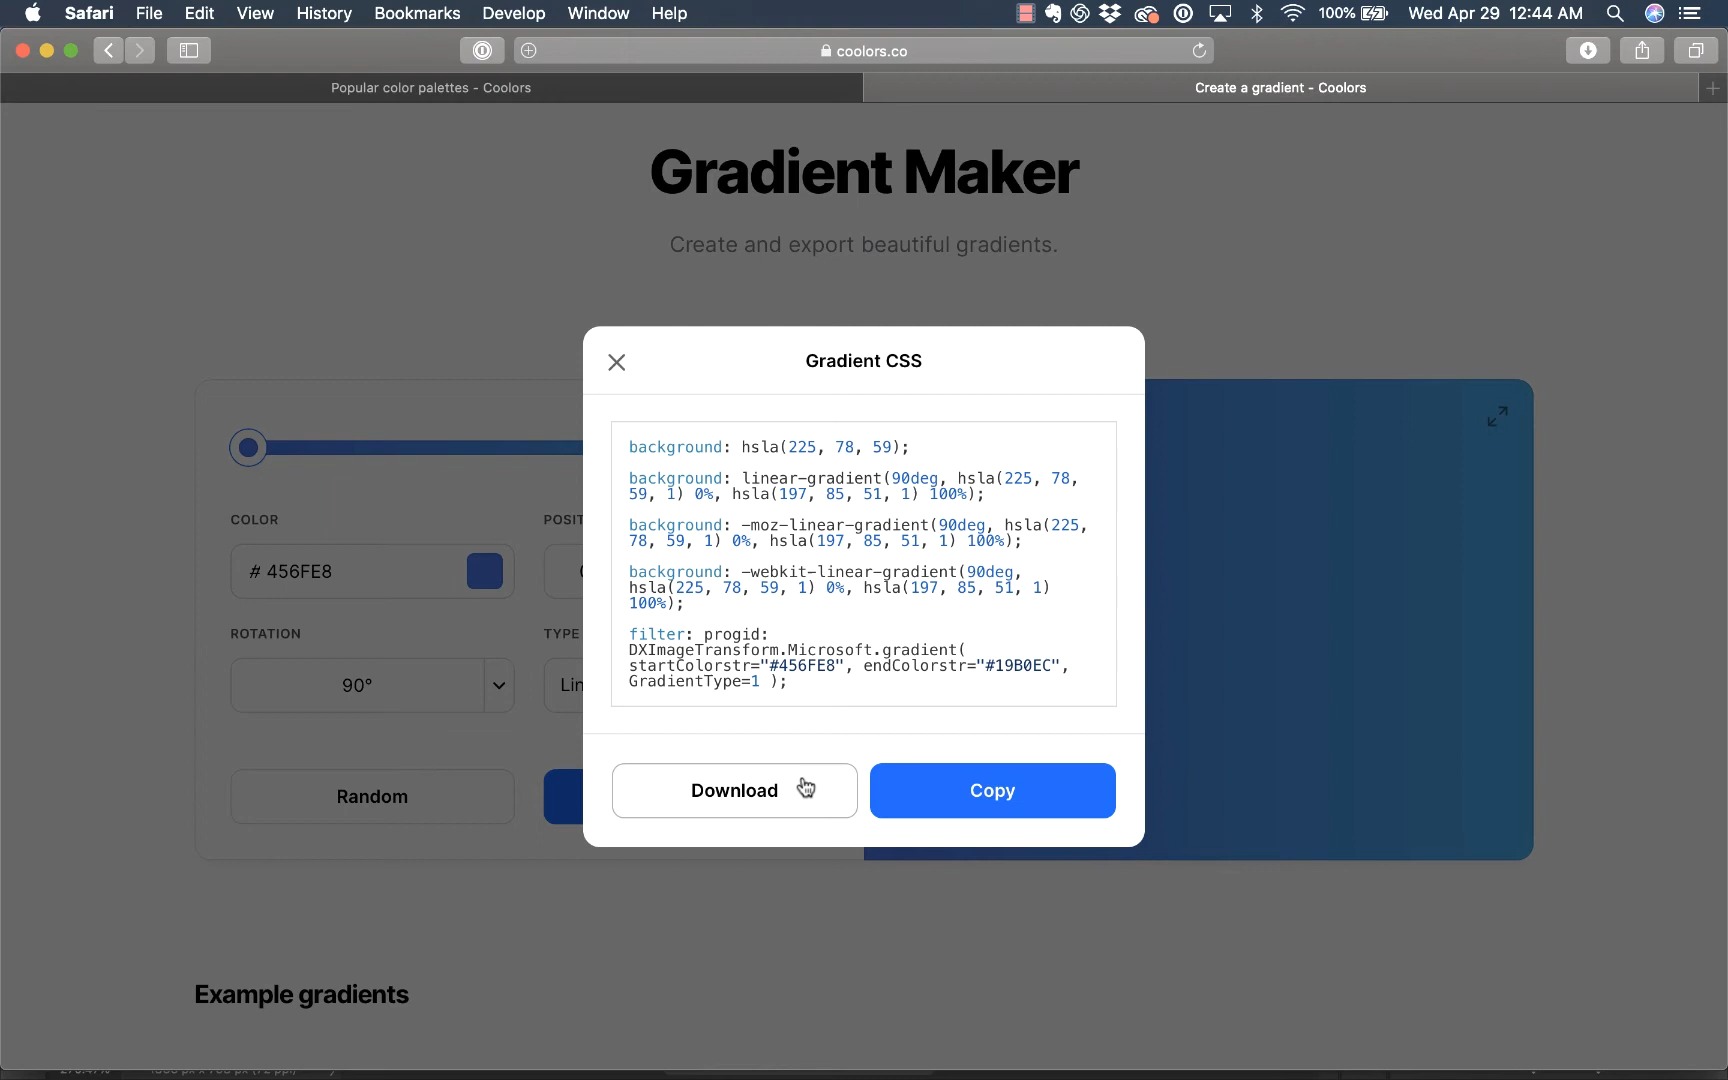 Safari File Edit View History Bookmarks Develop Window Help 100% Wed Apr 29 12:44 AM
coolors.co
Popular color palettes - Coolors
Create a gradient - Coolors
Gradient Maker
Create and export beautiful gradients.
Gradient CSS
background: hsla(225, 78, 59);
background: linear-gradient(90deg, hsla(225, 78,
59, 1) 0%, hsla(197, 85, 51, 1) 100%);
background: -moz-linear-gradient(90deg, hsla(225,
78, 59, 1) 0%, hsla(197, 85, 51, 1) 100%);
background: -webkit-linear-gradient(90deg,
hsla(225, 78, 59, 1) 0%, hsla(197, 85, 51, 1)
100%);
filter: progid:
DXImageTransform.Microsoft.gradient(
startColorstr="#456FE8", endColorstr="#19B0EC",
GradientType=1 );
Download
Copy
COLOR
POSIT
# 456FE8
ROTATION
TYPE
90°
Lin
Random
Example gradients